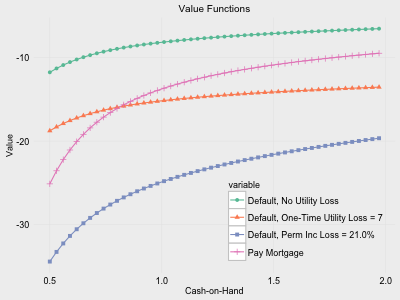 Value Functions
-10
-20
-30
Value
variable
Default, No Utility Loss
Default, One-Time Utility Loss = 7
Default, Perm Inc Loss = 21.0%
Pay Mortgage
0.5 1.0 1.5 2.0
Cash-on-Hand